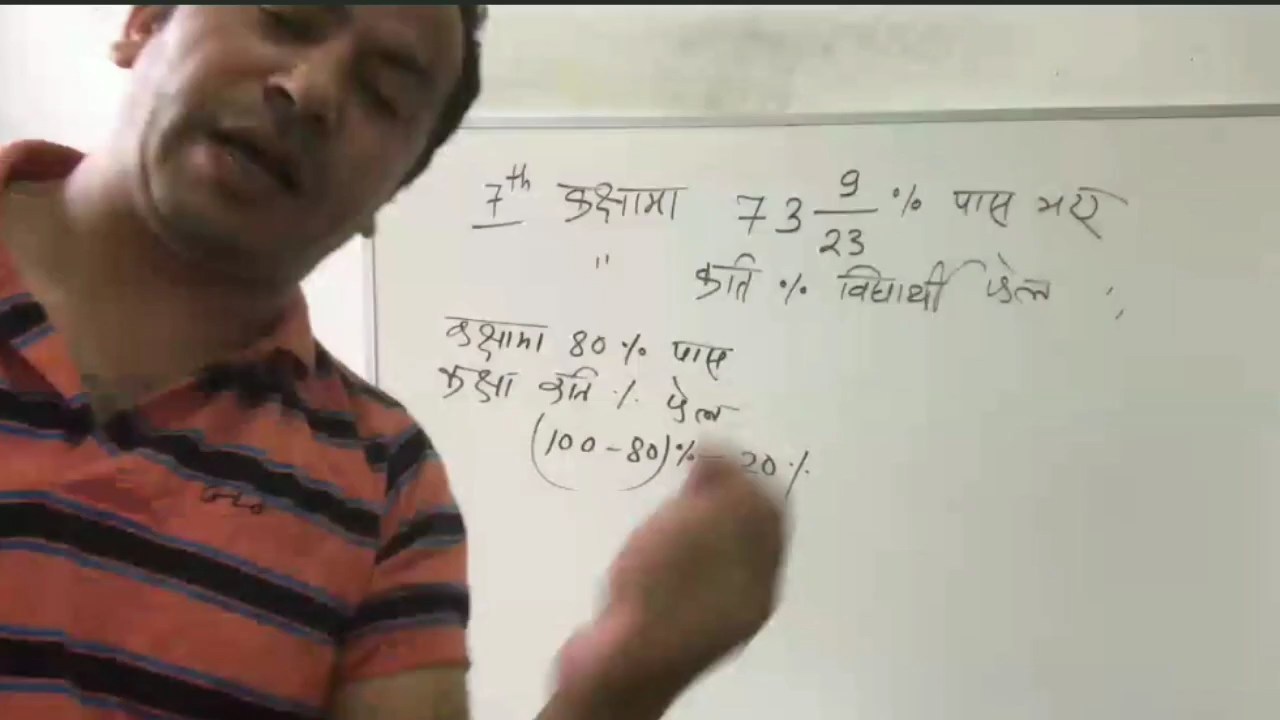 7th कक्षामा 73 9/23 % पास भए
" कति % विद्यार्थी फेल ;
कक्षामा 80 % पास
कक्षा कति % फेल
(100 - 80) % = 20 %